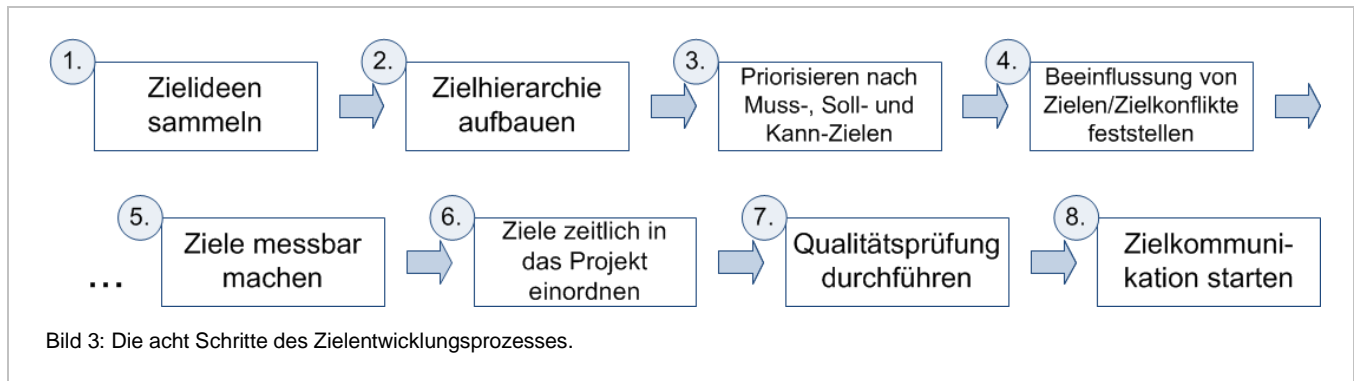 1.
Zielideen
sammeln
2.
Zielhierarchie
aufbauen
3.
Priorisieren nach
Muss-, Soll- und
Kann-Zielen
4.
Beeinflussung von
Zielen/Zielkonflikte
feststellen
...
5.
Ziele messbar
machen
6.
Ziele zeitlich in
das Projekt
einordnen
7.
Qualitätsprüfung
durchführen
8.
Zielkommuni-
kation starten
Bild 3: Die acht Schritte des Zielentwicklungsprozesses.